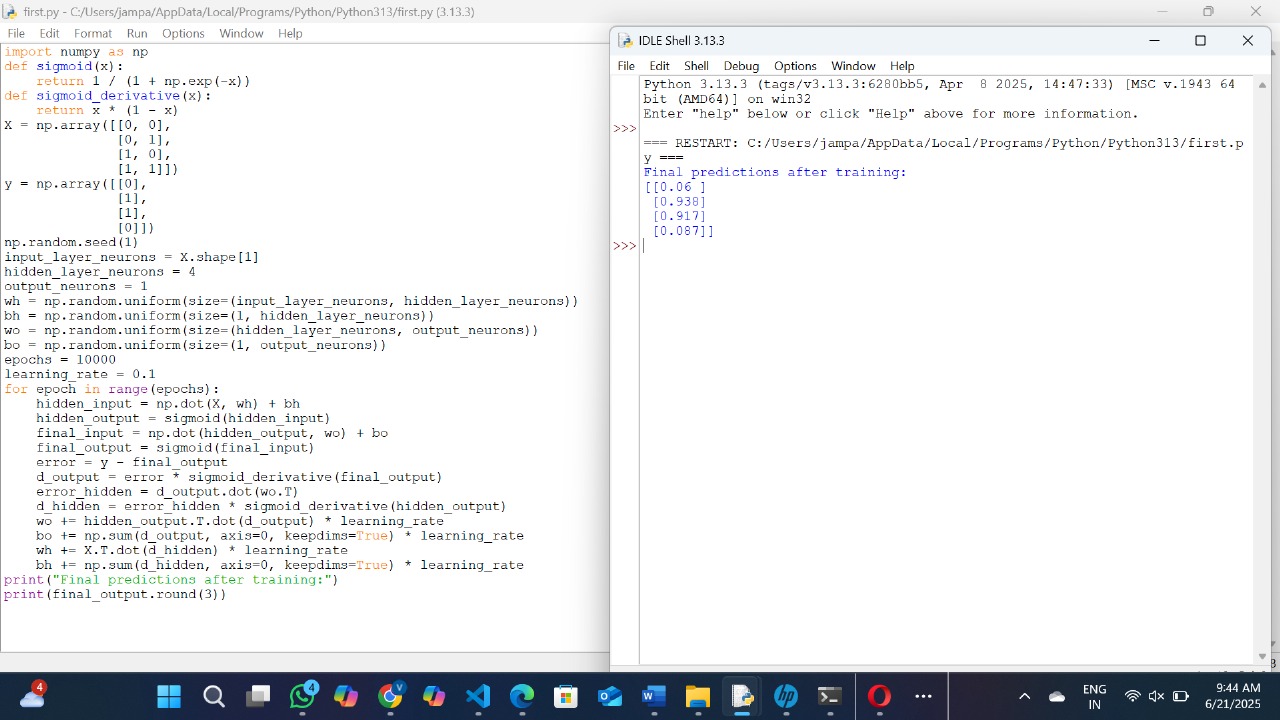 first.py - C:/Users/jampa/AppData/Local/Programs/Python/Python313/first.py (3.13.3)
File Edit Format Run Options Window Help
import numpy as np
def sigmoid(x):
    return 1 / (1 + np.exp(-x))
def sigmoid_derivative(x):
    return x * (1 - x)
X = np.array([[0, 0],
              [0, 1],
              [1, 0],
              [1, 1]])
y = np.array([[0],
              [1],
              [1],
              [0]])
np.random.seed(1)
input_layer_neurons = X.shape[1]
hidden_layer_neurons = 4
output_neurons = 1
wh = np.random.uniform(size=(input_layer_neurons, hidden_layer_neurons))
bh = np.random.uniform(size=(1, hidden_layer_neurons))
wo = np.random.uniform(size=(hidden_layer_neurons, output_neurons))
bo = np.random.uniform(size=(1, output_neurons))
epochs = 10000
learning_rate = 0.1
for epoch in range(epochs):
    hidden_input = np.dot(X, wh) + bh
    hidden_output = sigmoid(hidden_input)
    final_input = np.dot(hidden_output, wo) + bo
    final_output = sigmoid(final_input)
    error = y - final_output
    d_output = error * sigmoid_derivative(final_output)
    error_hidden = d_output.dot(wo.T)
    d_hidden = error_hidden * sigmoid_derivative(hidden_output)
    wo += hidden_output.T.dot(d_output) * learning_rate
    bo += np.sum(d_output, axis=0, keepdims=True) * learning_rate
    wh += X.T.dot(d_hidden) * learning_rate
    bh += np.sum(d_hidden, axis=0, keepdims=True) * learning_rate
print("Final predictions after training:")
print(final_output.round(3))
IDLE Shell 3.13.3
File Edit Shell Debug Options Window Help
Python 3.13.3 (tags/v3.13.3:6280bb5, Apr  8 2025, 14:47:33) [MSC v.1943 64
bit (AMD64)] on win32
Enter "help" below or click "Help" above for more information.
>>>
=== RESTART: C:/Users/jampa/AppData/Local/Programs/Python/Python313/first.p
y ===
Final predictions after training:
[[0.06 ]
 [0.938]
 [0.917]
 [0.087]]
>>>
4
4
V
W
hp
ENG
IN
9:44 AM
6/21/2025